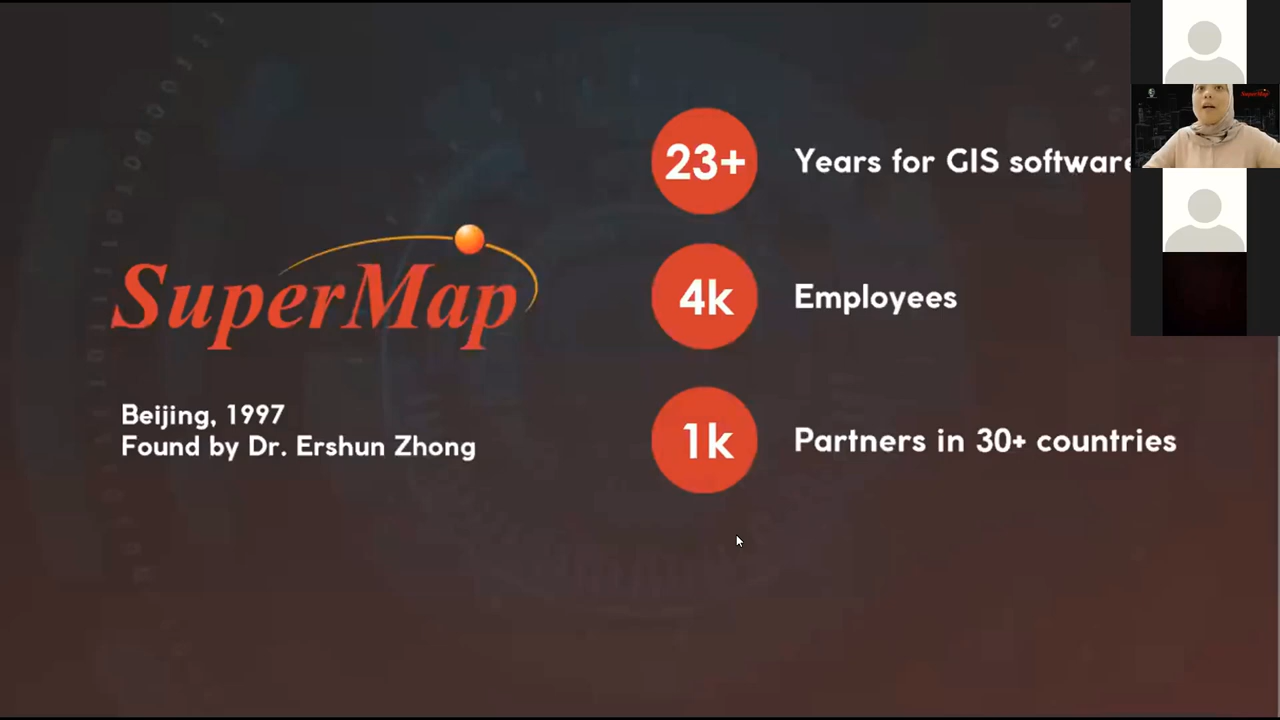 SuperMap
Beijing, 1997
Found by Dr. Ershun Zhong
23+
Years for GIS software
4k
Employees
1k
Partners in 30+ countries
SuperMap